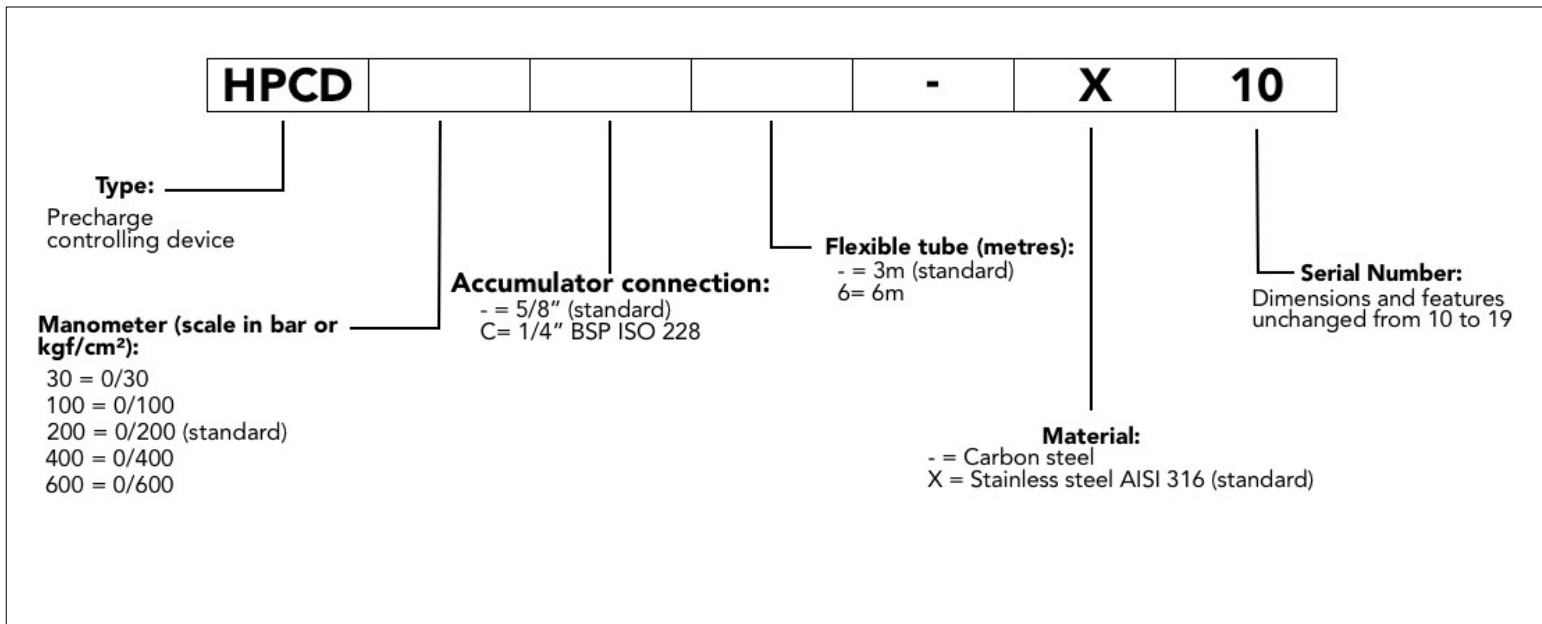 HPCD - X 10
Type:
Precharge
controlling device
Manometer (scale in bar or
kgf/cm²):
30 = 0/30
100 = 0/100
200 = 0/200 (standard)
400 = 0/400
600 = 0/600
Accumulator connection:
- = 5/8" (standard)
C= 1/4" BSP ISO 228
Flexible tube (metres):
- = 3m (standard)
6= 6m
Material:
- = Carbon steel
X = Stainless steel AISI 316 (standard)
Serial Number:
Dimensions and features
unchanged from 10 to 19